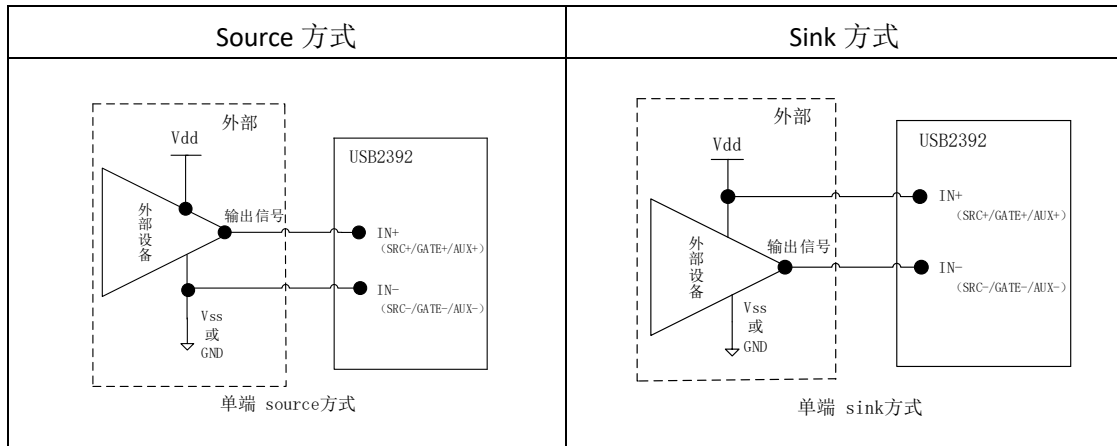 Source 方式
Sink 方式
外部
Vdd
USB2392
外部设备
输出信号
IN+
(SRC+/GATE+/AUX+)
IN-
(SRC-/GATE-/AUX-)
Vss
或
GND
单端 source方式
外部
Vdd
USB2392
IN+
(SRC+/GATE+/AUX+)
外部设备
输出信号
IN-
(SRC-/GATE-/AUX-)
Vss
或
GND
单端 sink方式